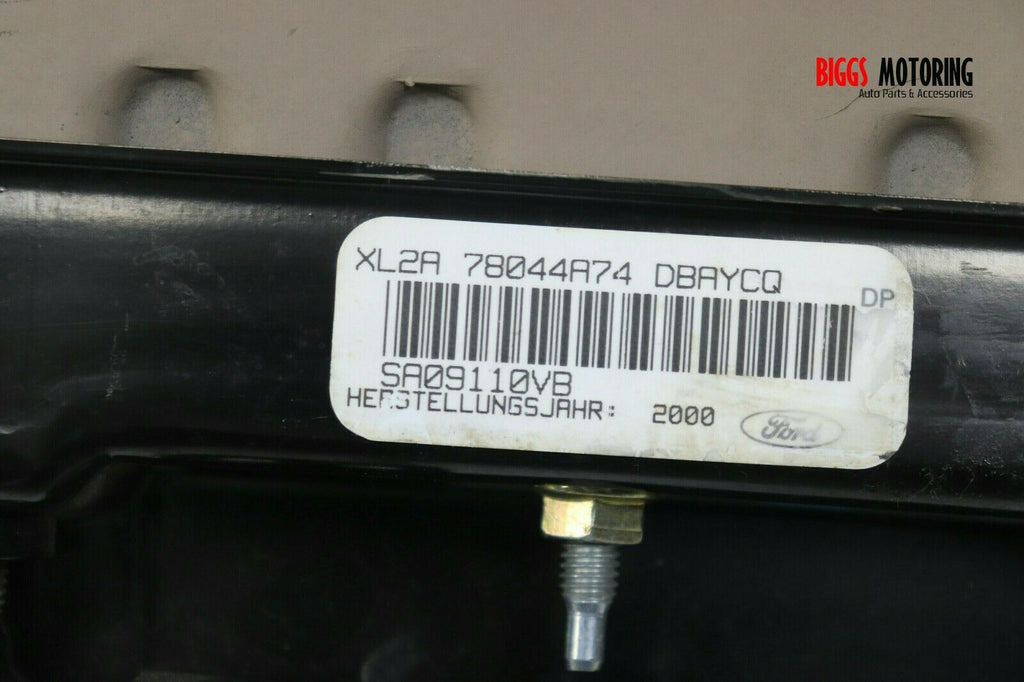 BIGGS MOTORING
Auto Parts & Accessories
XL2A 78044A74 DBAYCQ
DP
SA09110VB
HERSTELLUNGSJAHR: 2000
Ford